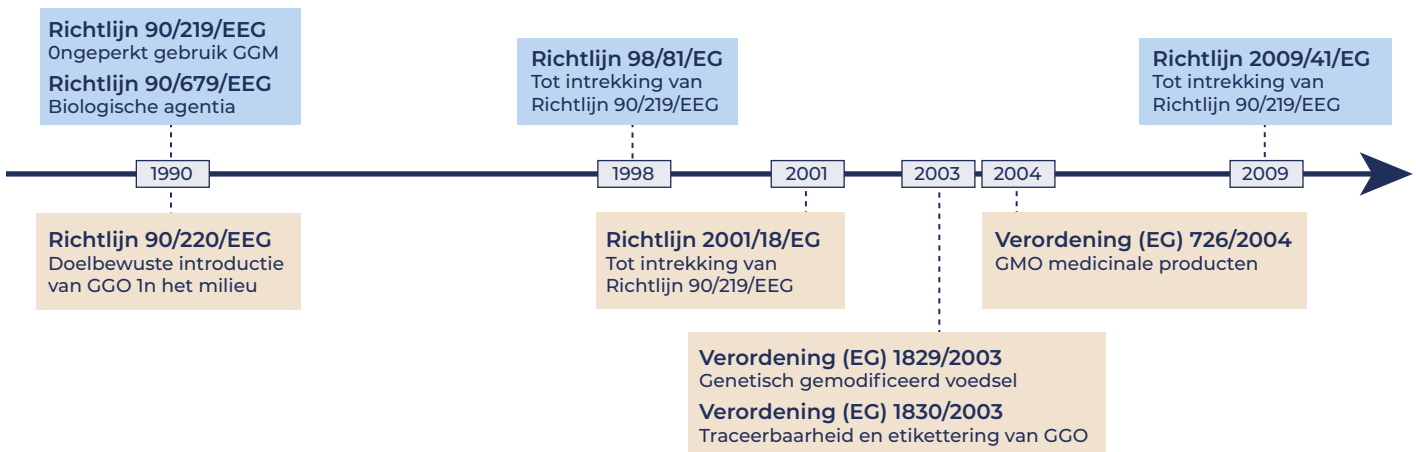 Richtlijn 90/219/EEG
0ngeperkt gebruik GGM
Richtlijn 90/679/EEG
Biologische agentia
Richtlijn 98/81/EG
Tot intrekking van
Richtlijn 90/219/EEG
Richtlijn 2009/41/EG
Tot intrekking van
Richtlijn 90/219/EEG
1990
1998
2001
2003
2004
2009
Richtlijn 90/220/EEG
Doelbewuste introductie
van GGO 1n het milieu
Richtlijn 2001/18/EG
Tot intrekking van
Richtlijn 90/219/EEG
Verordening (EG) 726/2004
GMO medicinale producten
Verordening (EG) 1829/2003
Genetisch gemodificeerd voedsel
Verordening (EG) 1830/2003
Traceerbaarheid en etikettering van GGO